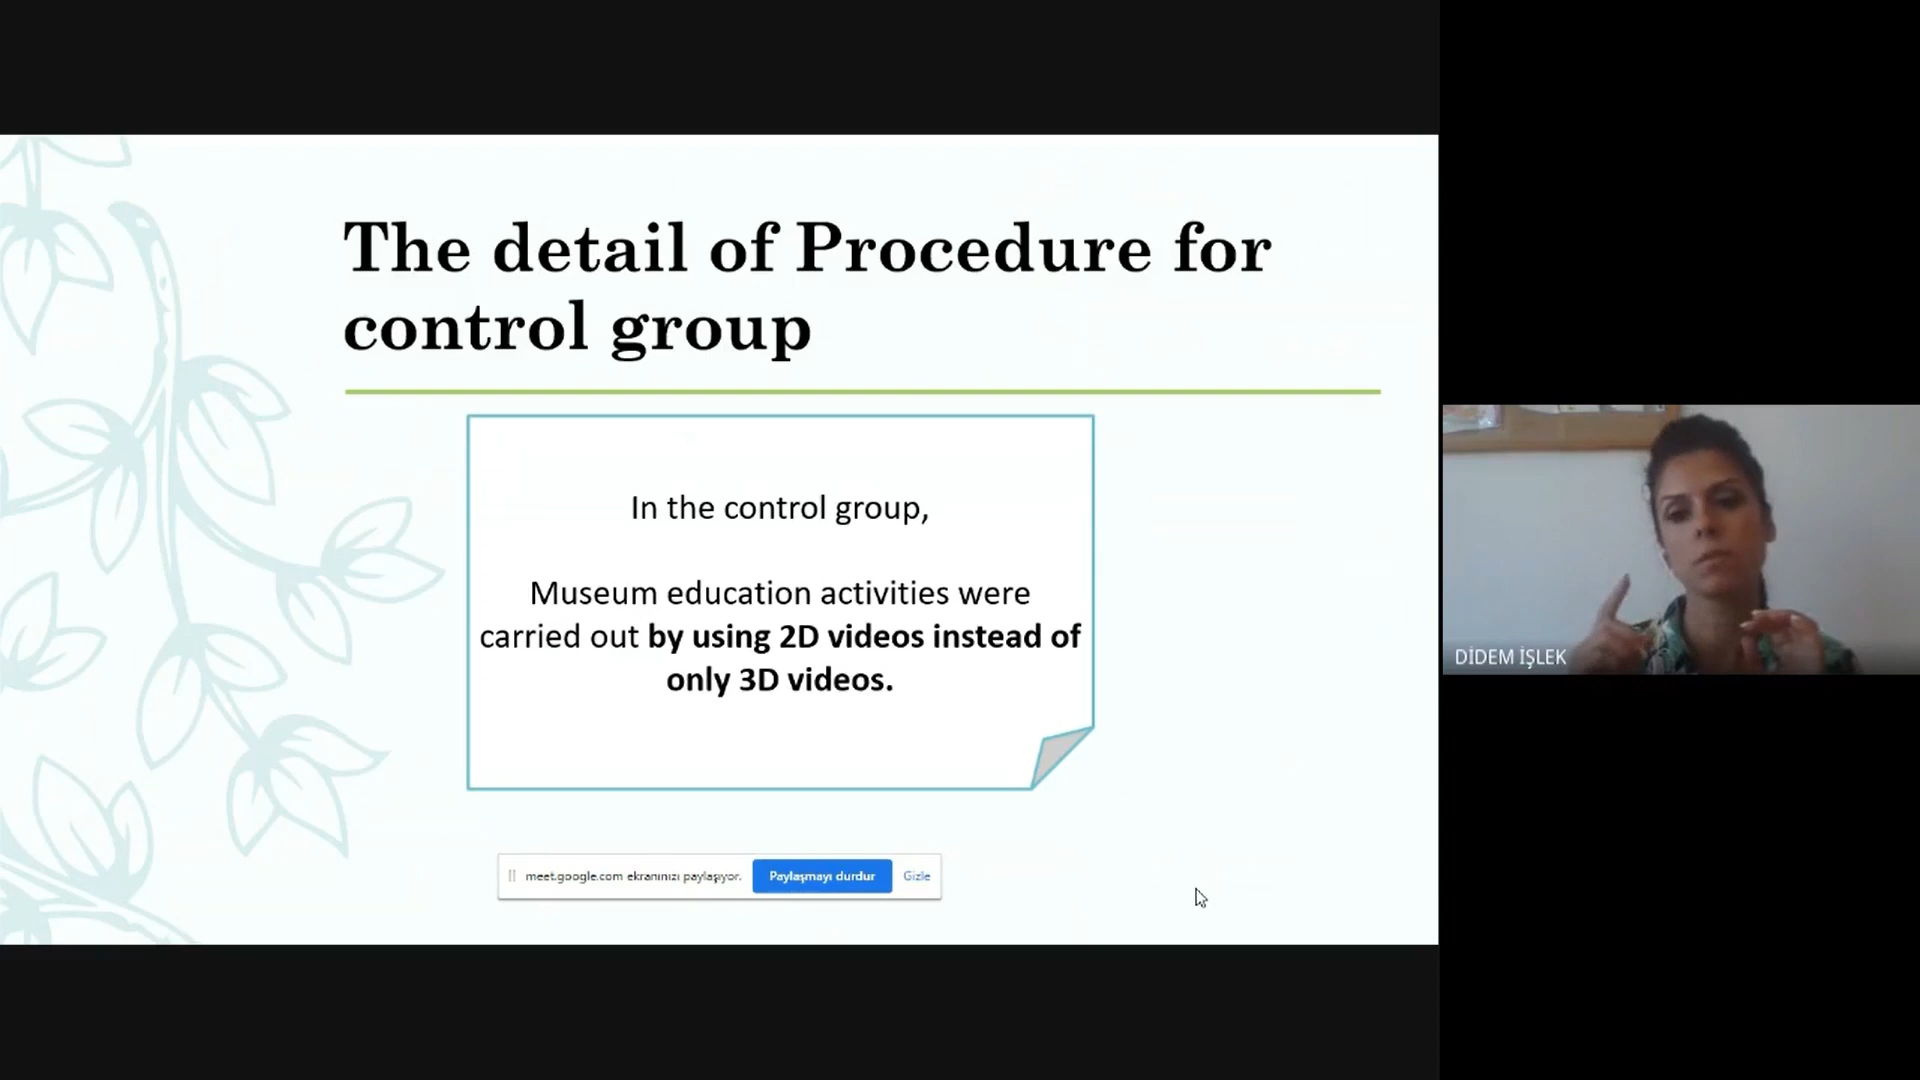 The detail of Procedure for
control group
In the control group,
Museum education activities were
carried out by using 2D videos instead of
only 3D videos.
meet.google.com ekranınızı paylaşıyor.
Paylaşmayı durdur
Gizle
DİDEM İŞLEK